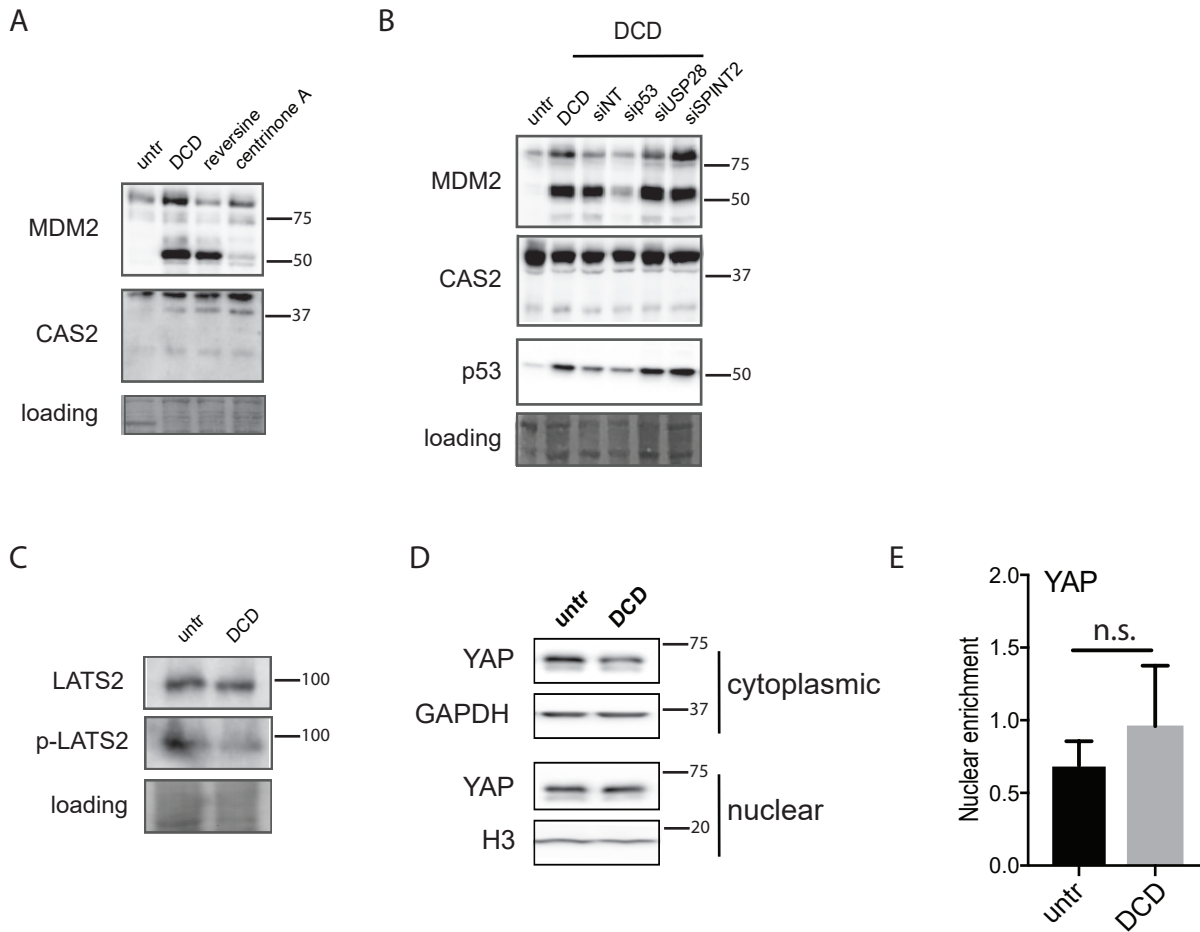 A
untr DCD reversine centrinone A
MDM2
75
50
CAS2
37
loading
B
DCD
untr DCD siNT sip53 siUSP28 siSPINT2
MDM2
75
50
CAS2
37
p53
50
loading
C
untr DCD
LATS2
100
p-LATS2
100
loading
D
untr DCD
YAP
75
cytoplasmic
GAPDH
37
YAP
75
nuclear
H3
20
E
YAP
n.s.
Nuclear enrichment
2.0
1.5
1.0
0.5
0.0
untr DCD